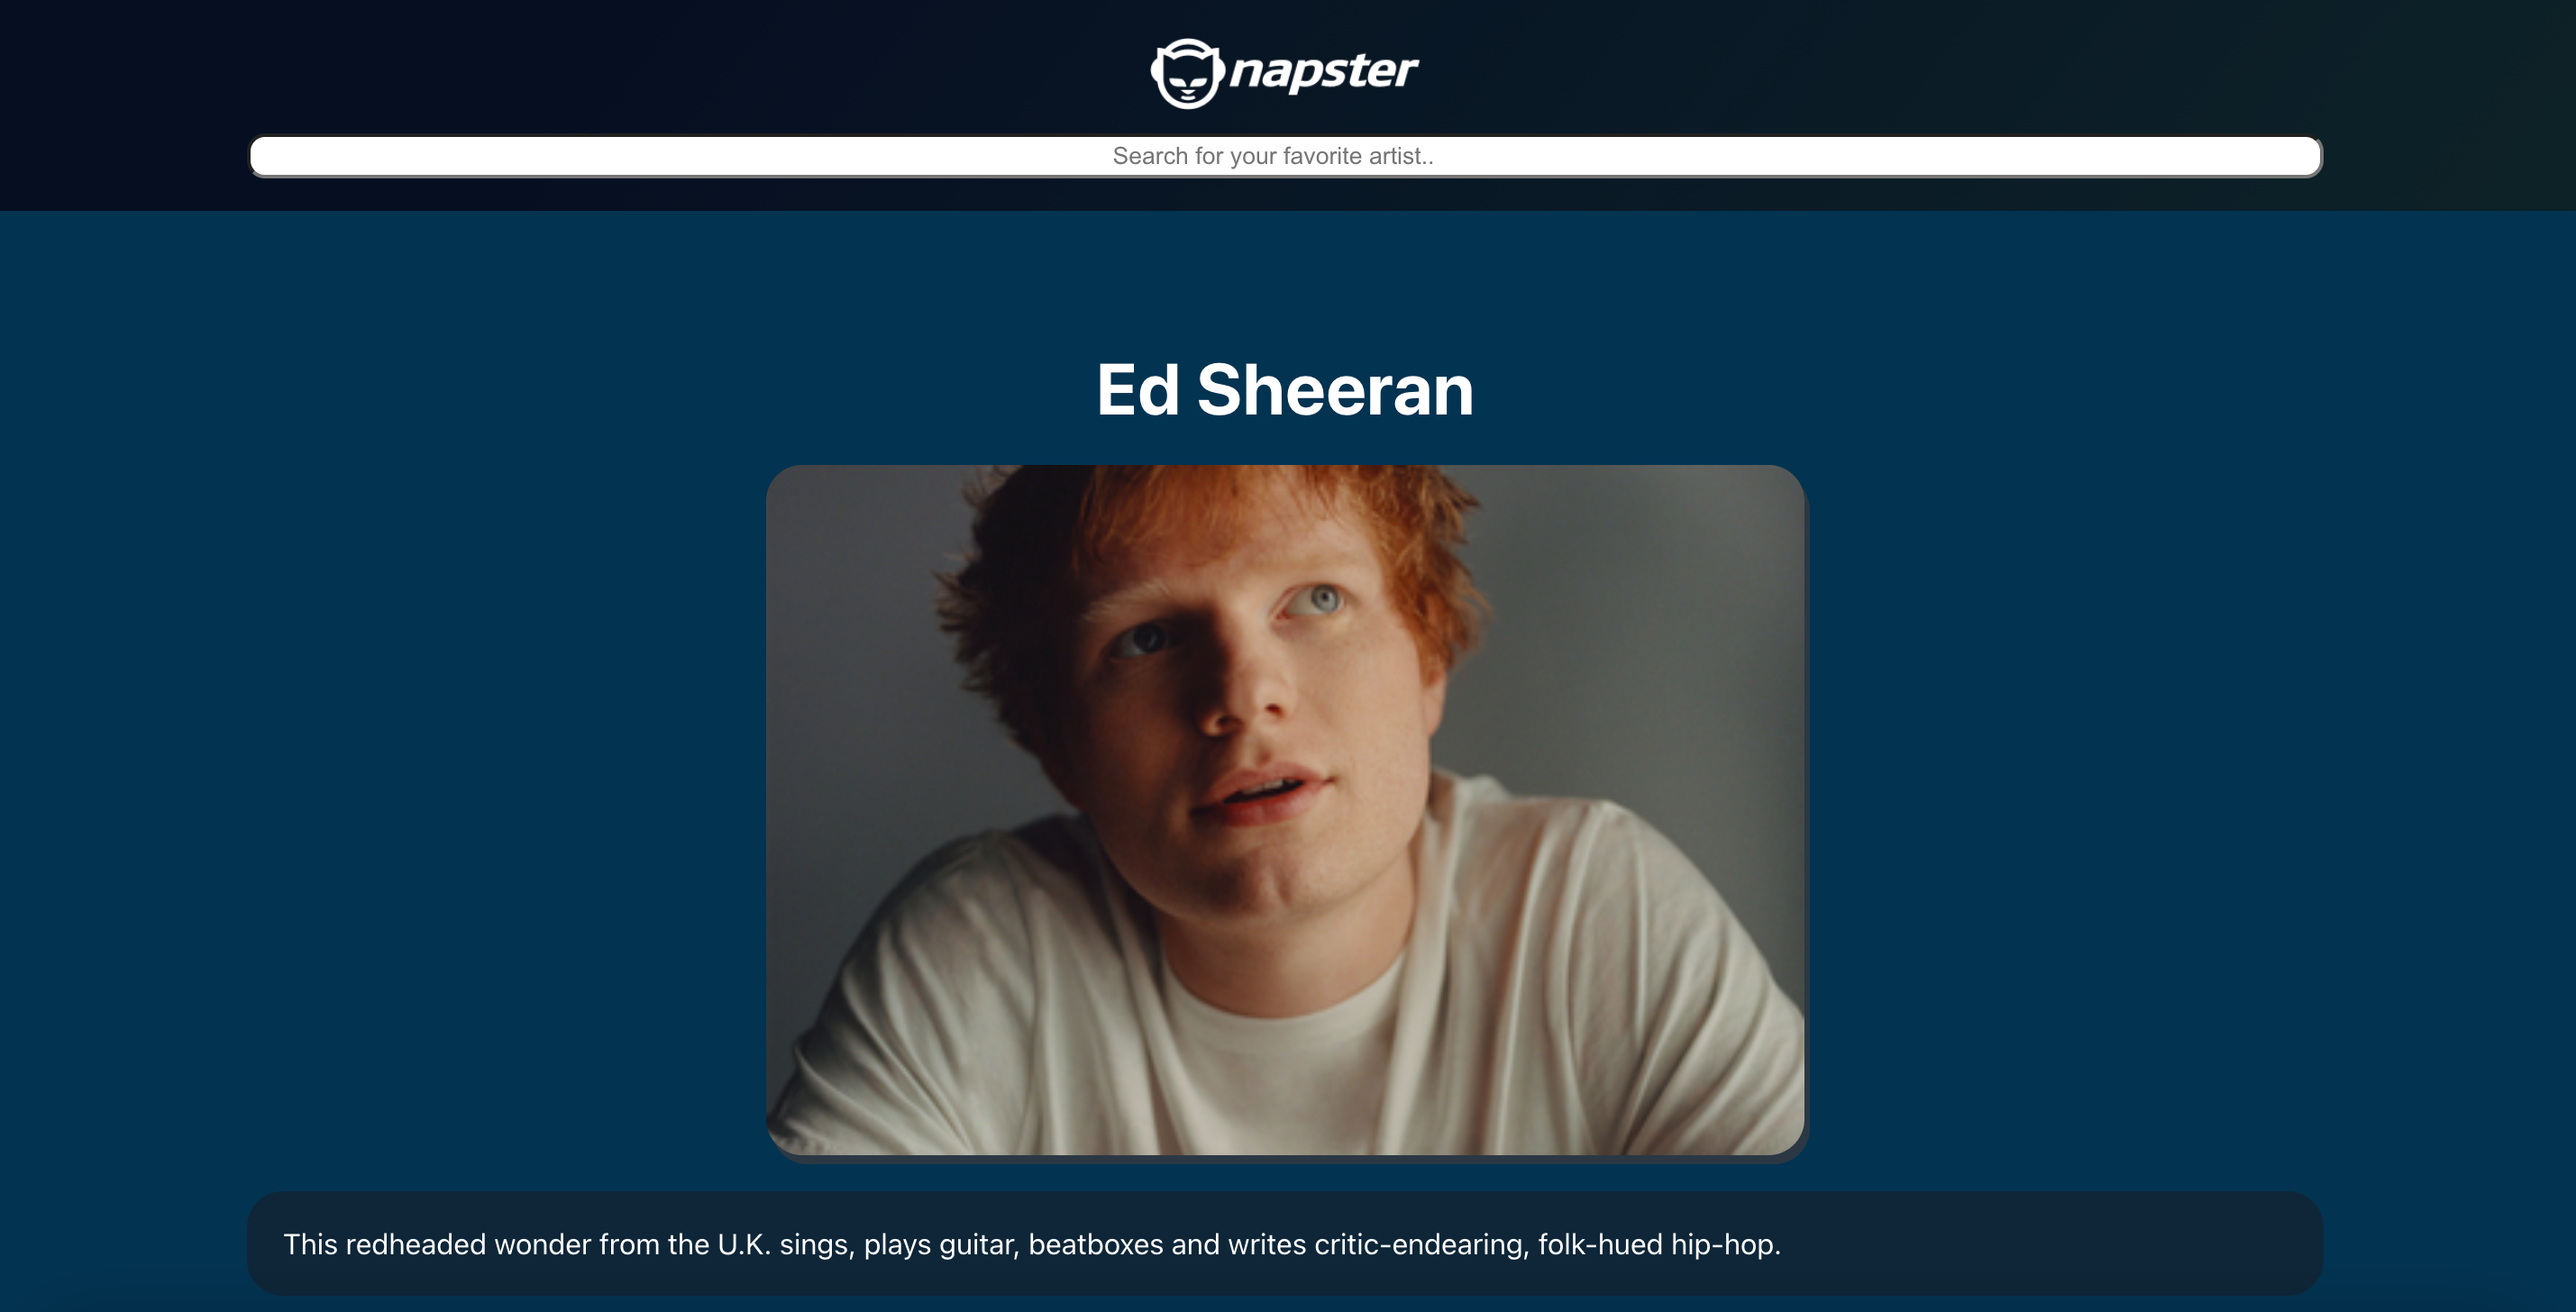 napster
Search for your favorite artist..
Ed Sheeran
This redheaded wonder from the U.K. sings, plays guitar, beatboxes and writes critic-endearing, folk-hued hip-hop.